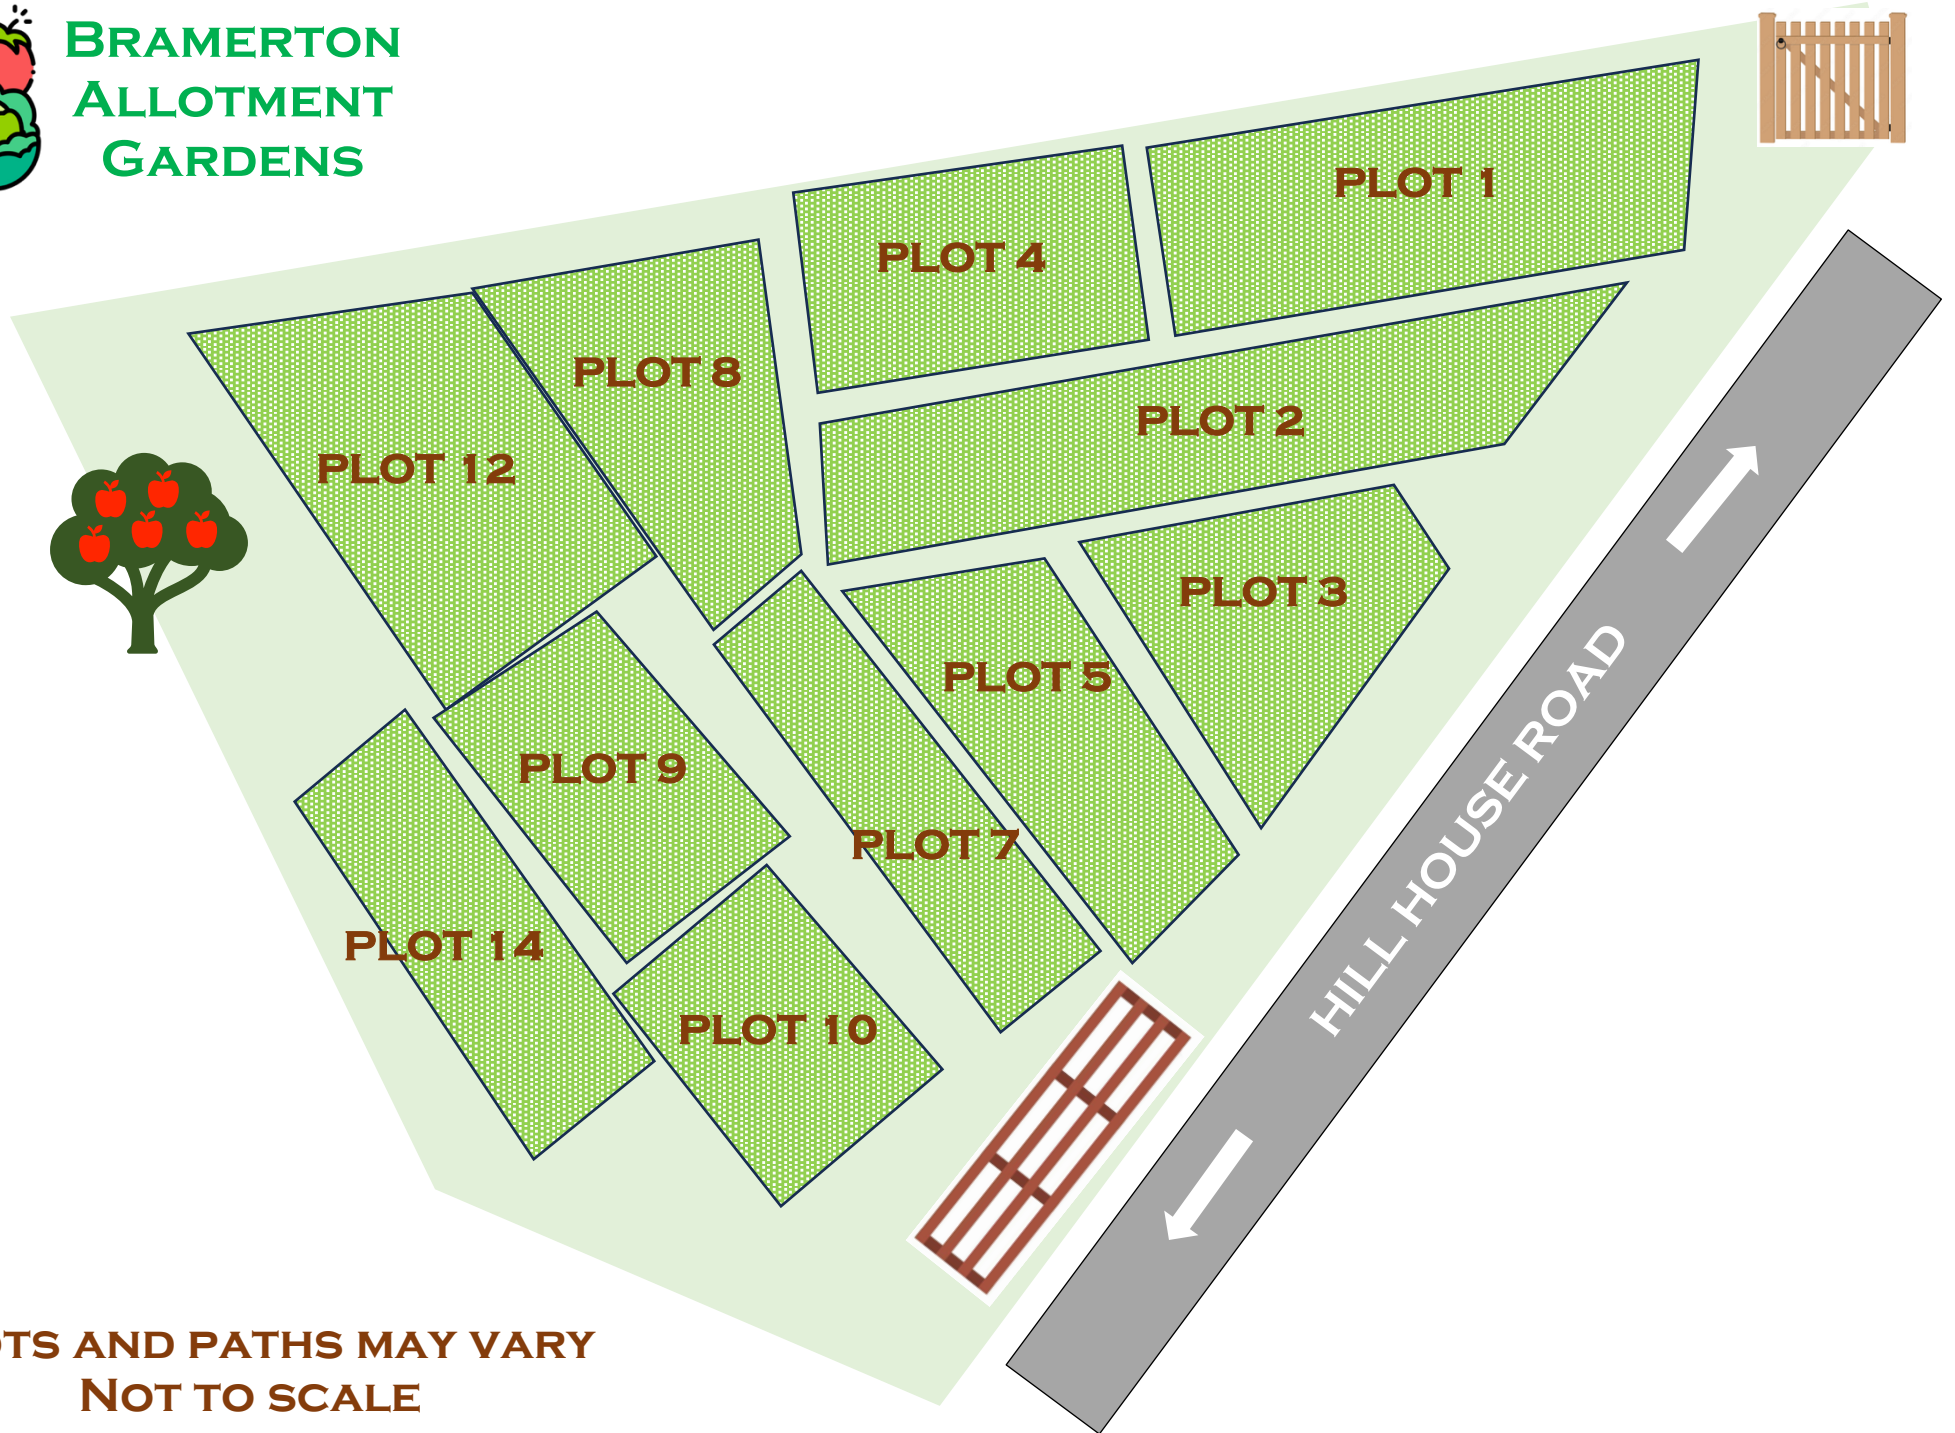 BRAMERTON
ALLOTMENT
GARDENS
PLOT 1
PLOT 4
PLOT 8
PLOT 2
PLOT 12
PLOT 3
PLOT 5
PLOT 9
PLOT 7
PLOT 14
PLOT 10
HILL HOUSE ROAD
AND PATHS MAY VARY
NOT TO SCALE